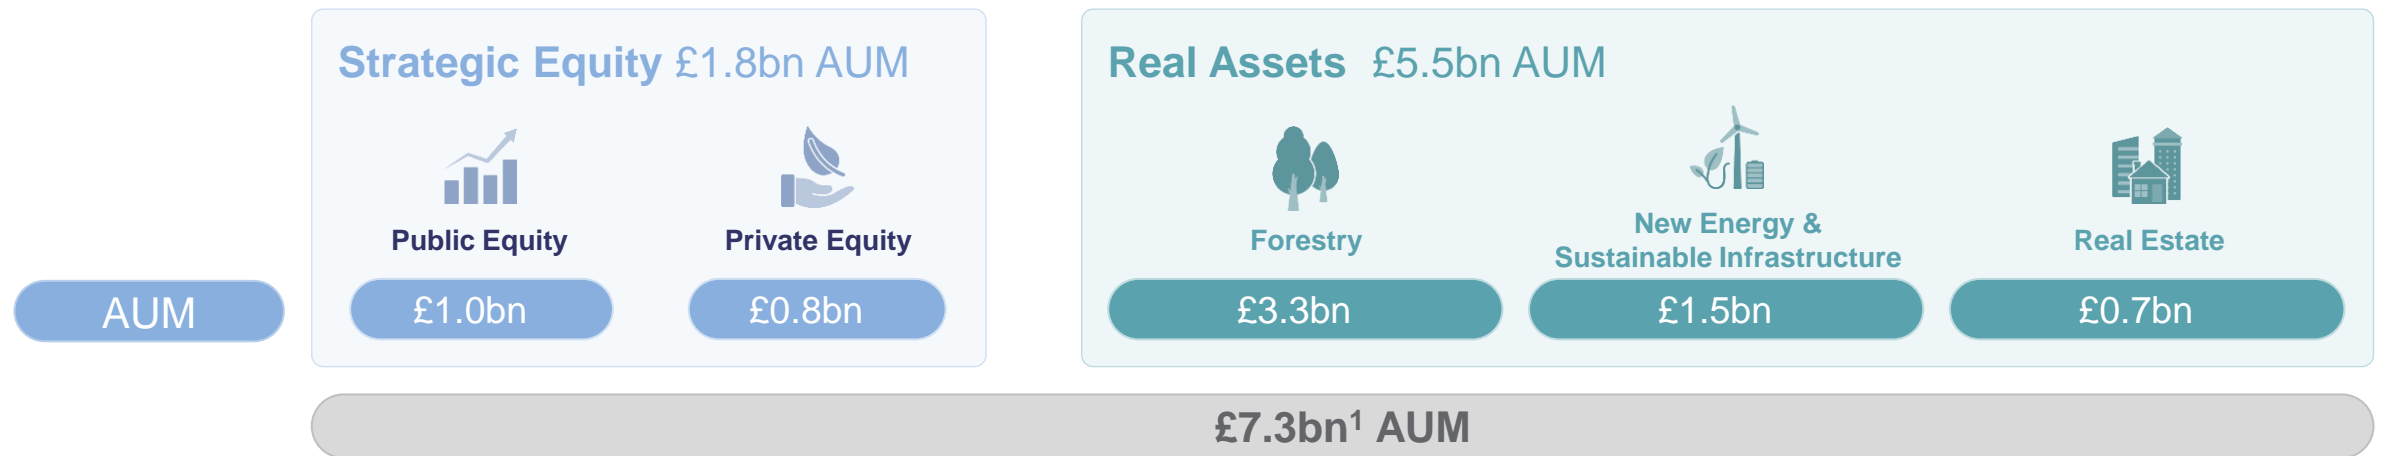 Strategic Equity £1.8bn AUM
Public Equity
Private Equity
Real Assets £5.5bn AUM
Forestry
New Energy &
Sustainable Infrastructure
Real Estate
AUM
£1.0bn
£0.8bn
£3.3bn
£1.5bn
£0.7bn
£7.3bn¹ AUM